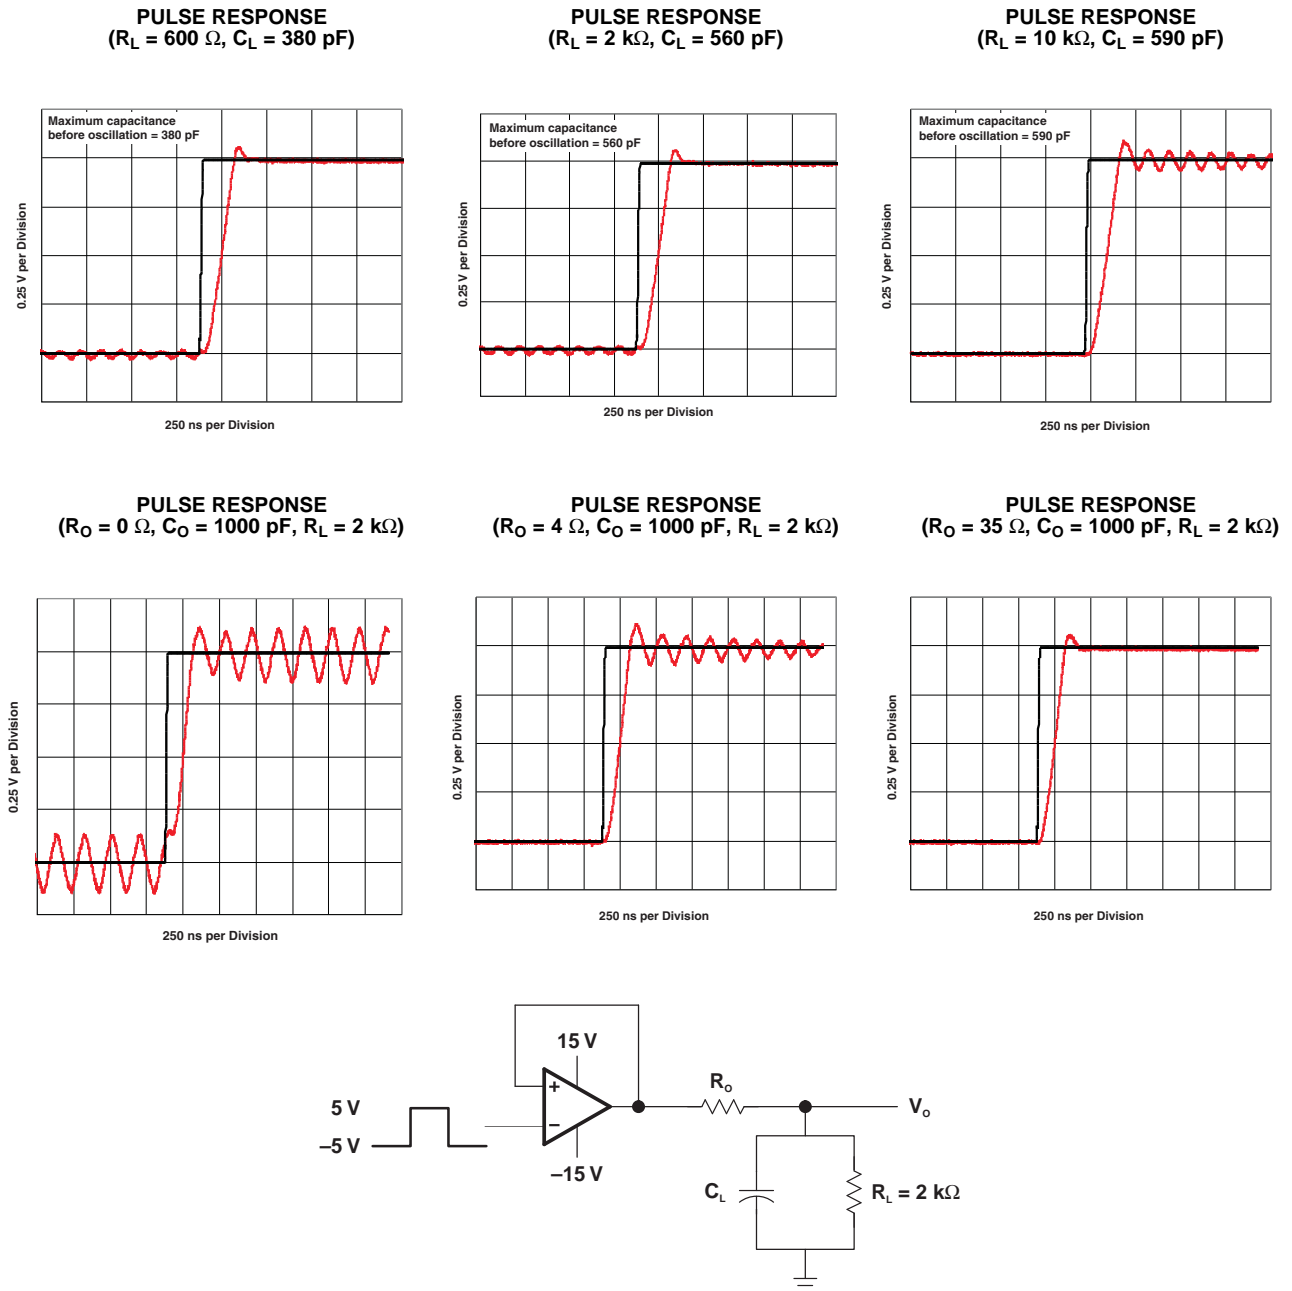 PULSE RESPONSE
(RL = 600 Ω, CL = 380 pF)
Maximum capacitance
before oscillation = 380 pF
0.25 V per Division
250 ns per Division
PULSE RESPONSE
(RL = 2 kΩ, CL = 560 pF)
Maximum capacitance
before oscillation = 560 pF
0.25 V per Division
250 ns per Division
PULSE RESPONSE
(RL = 10 kΩ, CL = 590 pF)
Maximum capacitance
before oscillation = 590 pF
0.25 V per Division
250 ns per Division
PULSE RESPONSE
(RO = 0 Ω, CO = 1000 pF, RL = 2 kΩ)
0.25 V per Division
250 ns per Division
PULSE RESPONSE
(RO = 4 Ω, CO = 1000 pF, RL = 2 kΩ)
0.25 V per Division
250 ns per Division
PULSE RESPONSE
(RO = 35 Ω, CO = 1000 pF, RL = 2 kΩ)
0.25 V per Division
250 ns per Division
15 V
5 V
–5 V
+
–
–15 V
RO
VO
CL
RL = 2 kΩ